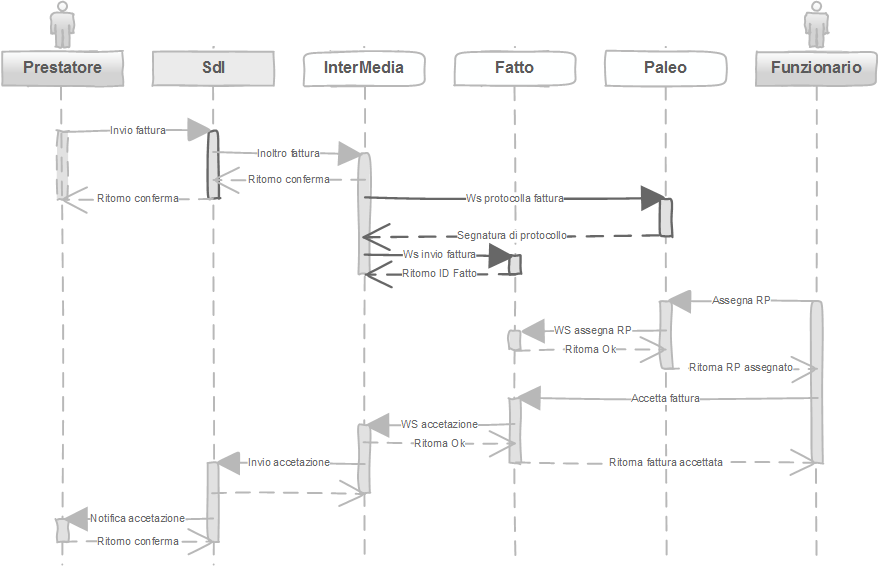 Prestatore
SdI
InterMedia
Fatto
Paleo
Funzionario
Invio fattura
Inoltro fattura
Ritorno conferma
Ritorno conferma
Ws protocolla fattura
Segnatura di protocollo
Ws invio fattura
Ritorno ID Fatto
Assegna RP
WS assegna RP
Ritorna Ok
Ritorna RP assegnato
Accetta fattura
WS accetazione
Ritorna Ok
Invio accetazione
Ritorna fattura accettata
Notifica accetazione
Ritorno conferma